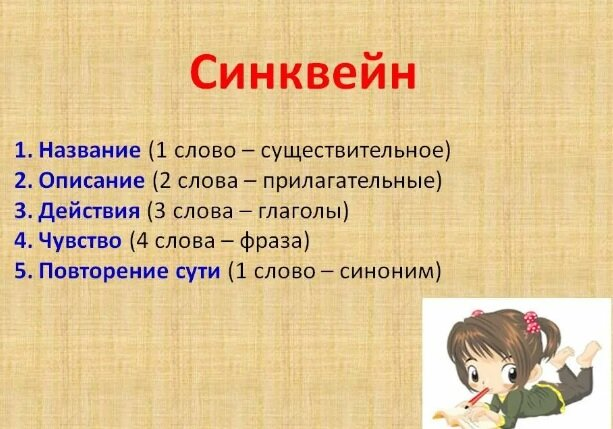 Синквейн
1. Название (1 слово – существительное)
2. Описание (2 слова – прилагательные)
3. Действия (3 слова – глаголы)
4. Чувство (4 слова – фраза)
5. Повторение сути (1 слово – синоним)